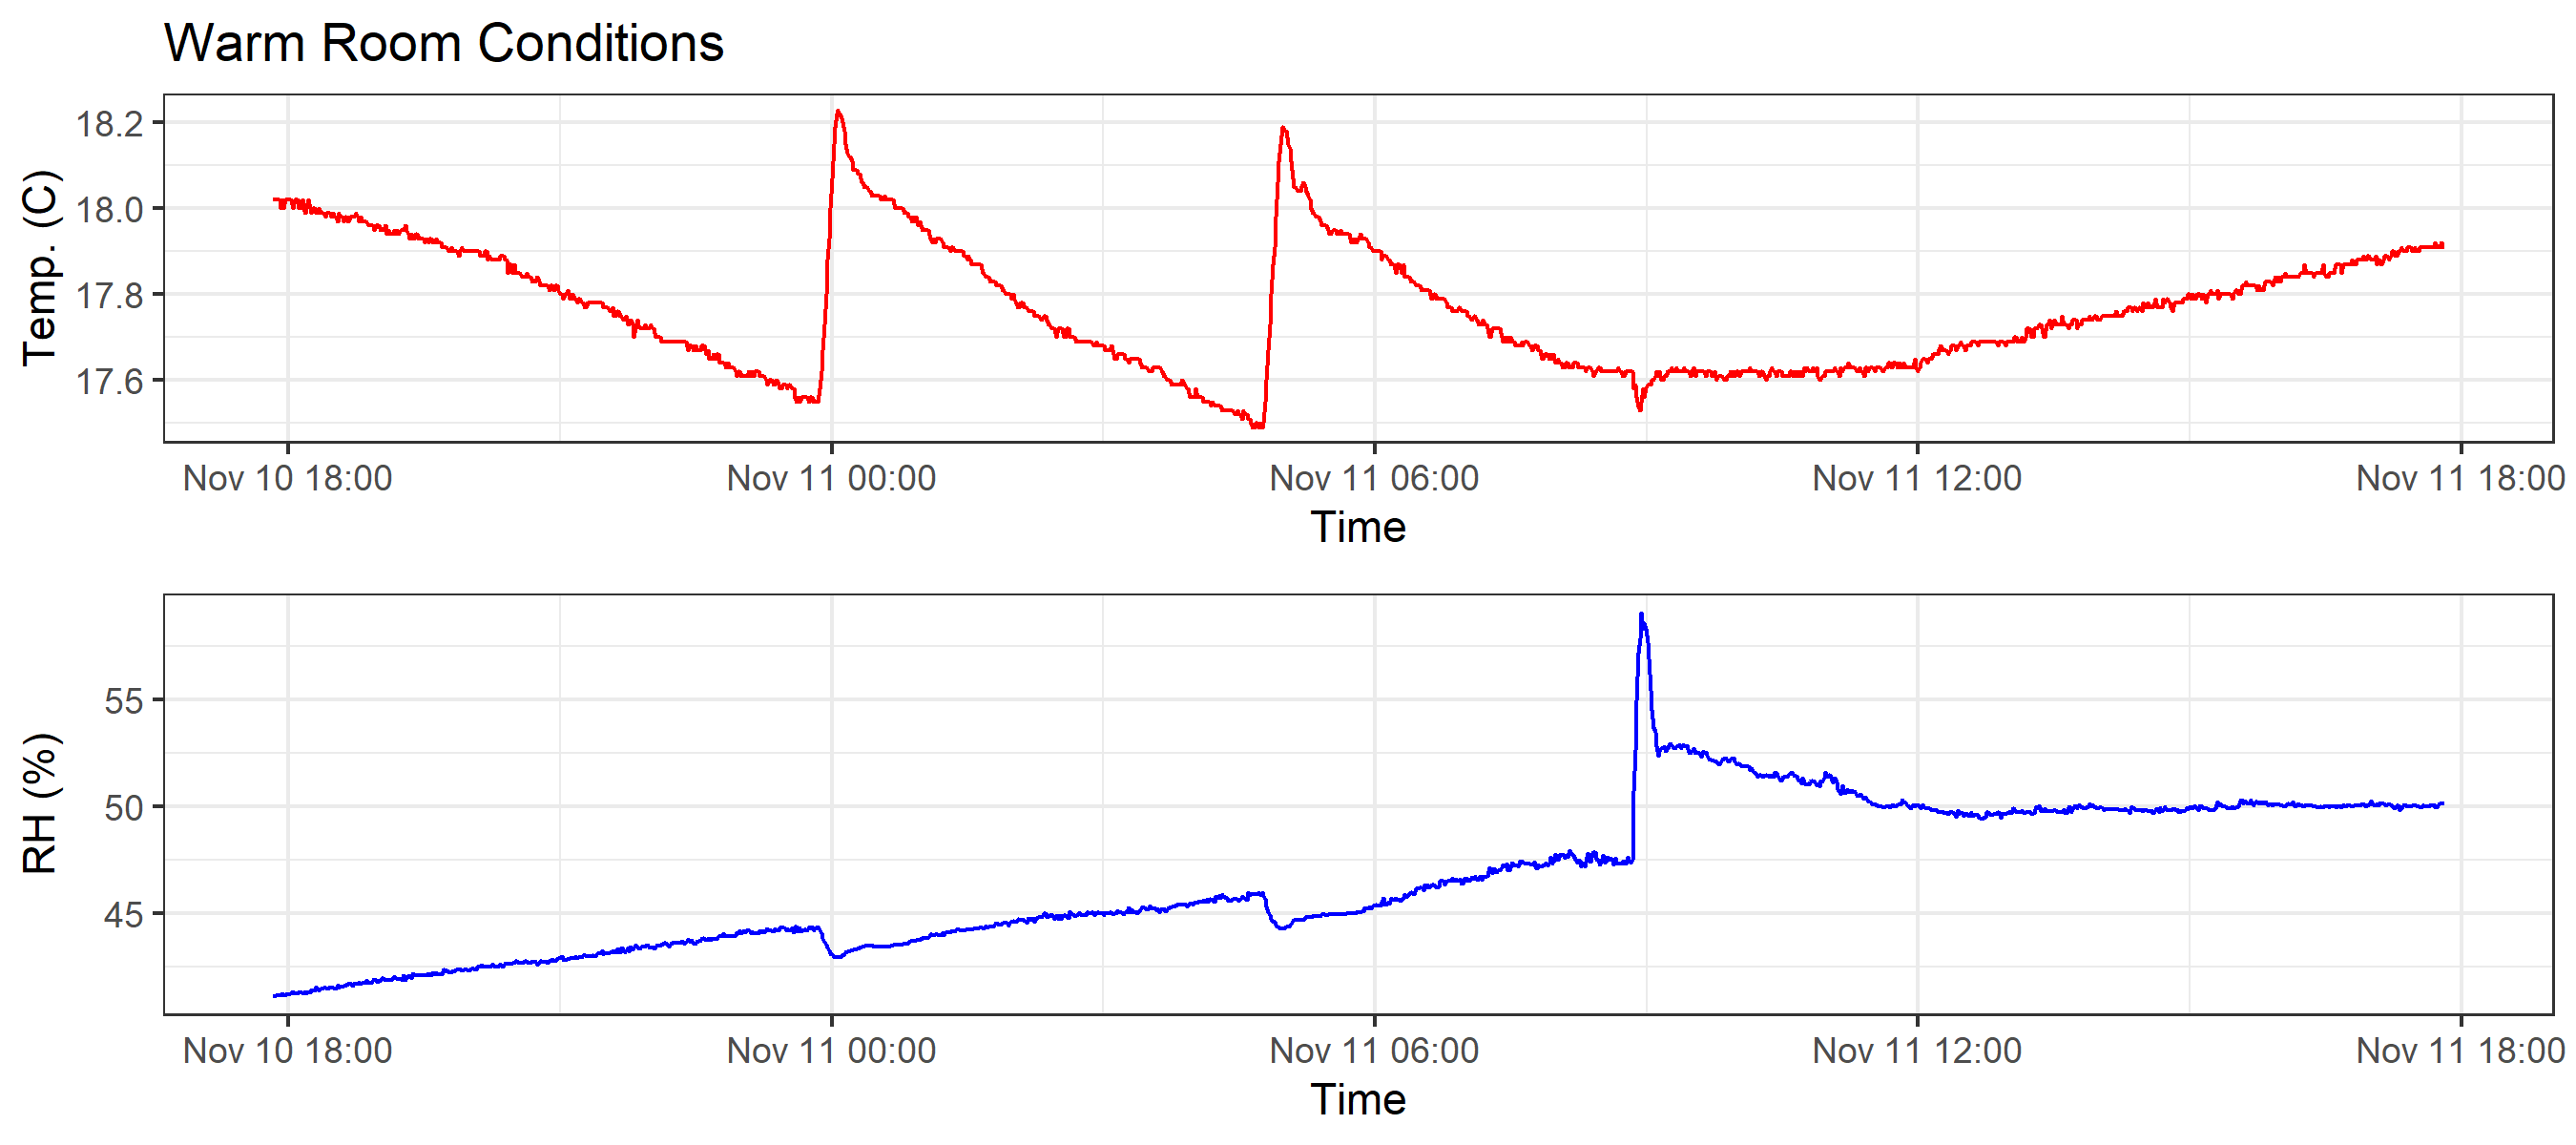 Warm Room Conditions
Temp. (C)
18.2
18.0
17.8
17.6
Nov 10 18:00 Nov 11 00:00 Nov 11 06:00 Nov 11 12:00 Nov 11 18:00
Time
RH (%)
55
50
45
Nov 10 18:00 Nov 11 00:00 Nov 11 06:00 Nov 11 12:00 Nov 11 18:00
Time